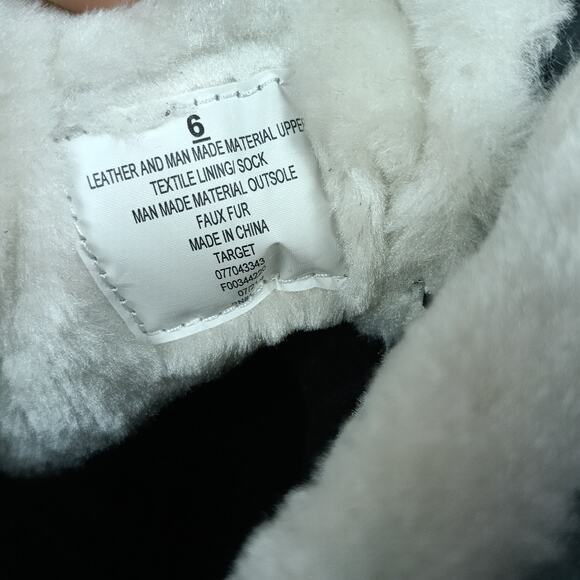 6
LEATHER AND MAN MADE MATERIAL UPPER
TEXTILE LINING/ SOCK
MAN MADE MATERIAL OUTSOLE
FAUX FUR
MADE IN CHINA
TARGET
077043343